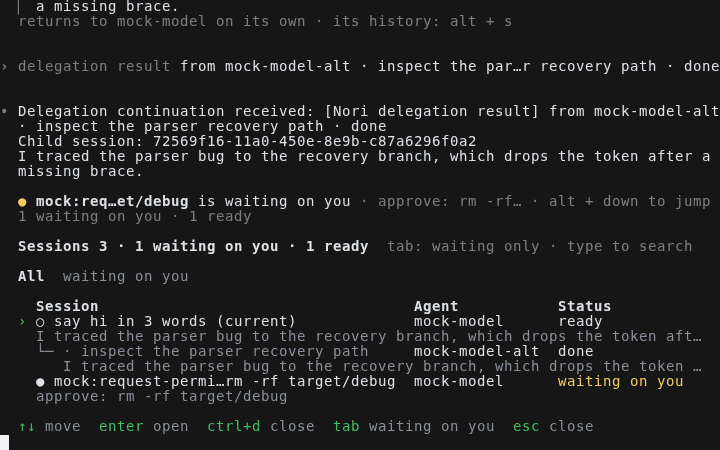 │ a missing brace.
returns to mock-model on its own · its history: alt + s
› delegation result from mock-model-alt · inspect the par…r recovery path · done
• Delegation continuation received: [Nori delegation result] from mock-model-alt
· inspect the parser recovery path · done
Child session: 72569f16-11a0-450e-8e9b-c87a6296f0a2
I traced the parser bug to the recovery branch, which drops the token after a
missing brace.
● mock:req…et/debug is waiting on you · approve: rm -rf… · alt + down to jump
1 waiting on you · 1 ready
Sessions 3 · 1 waiting on you · 1 ready  tab: waiting only · type to search
All  waiting on you
Session  Agent  Status
› ○ say hi in 3 words (current)  mock-model  ready
I traced the parser bug to the recovery branch, which drops the token aft…
└─ · inspect the parser recovery path  mock-model-alt  done
I traced the parser bug to the recovery branch, which drops the token …
● mock:request-permi…rm -rf target/debug  mock-model  waiting on you
approve: rm -rf target/debug
↑↓ move  enter open  ctrl+d close  tab waiting on you  esc close